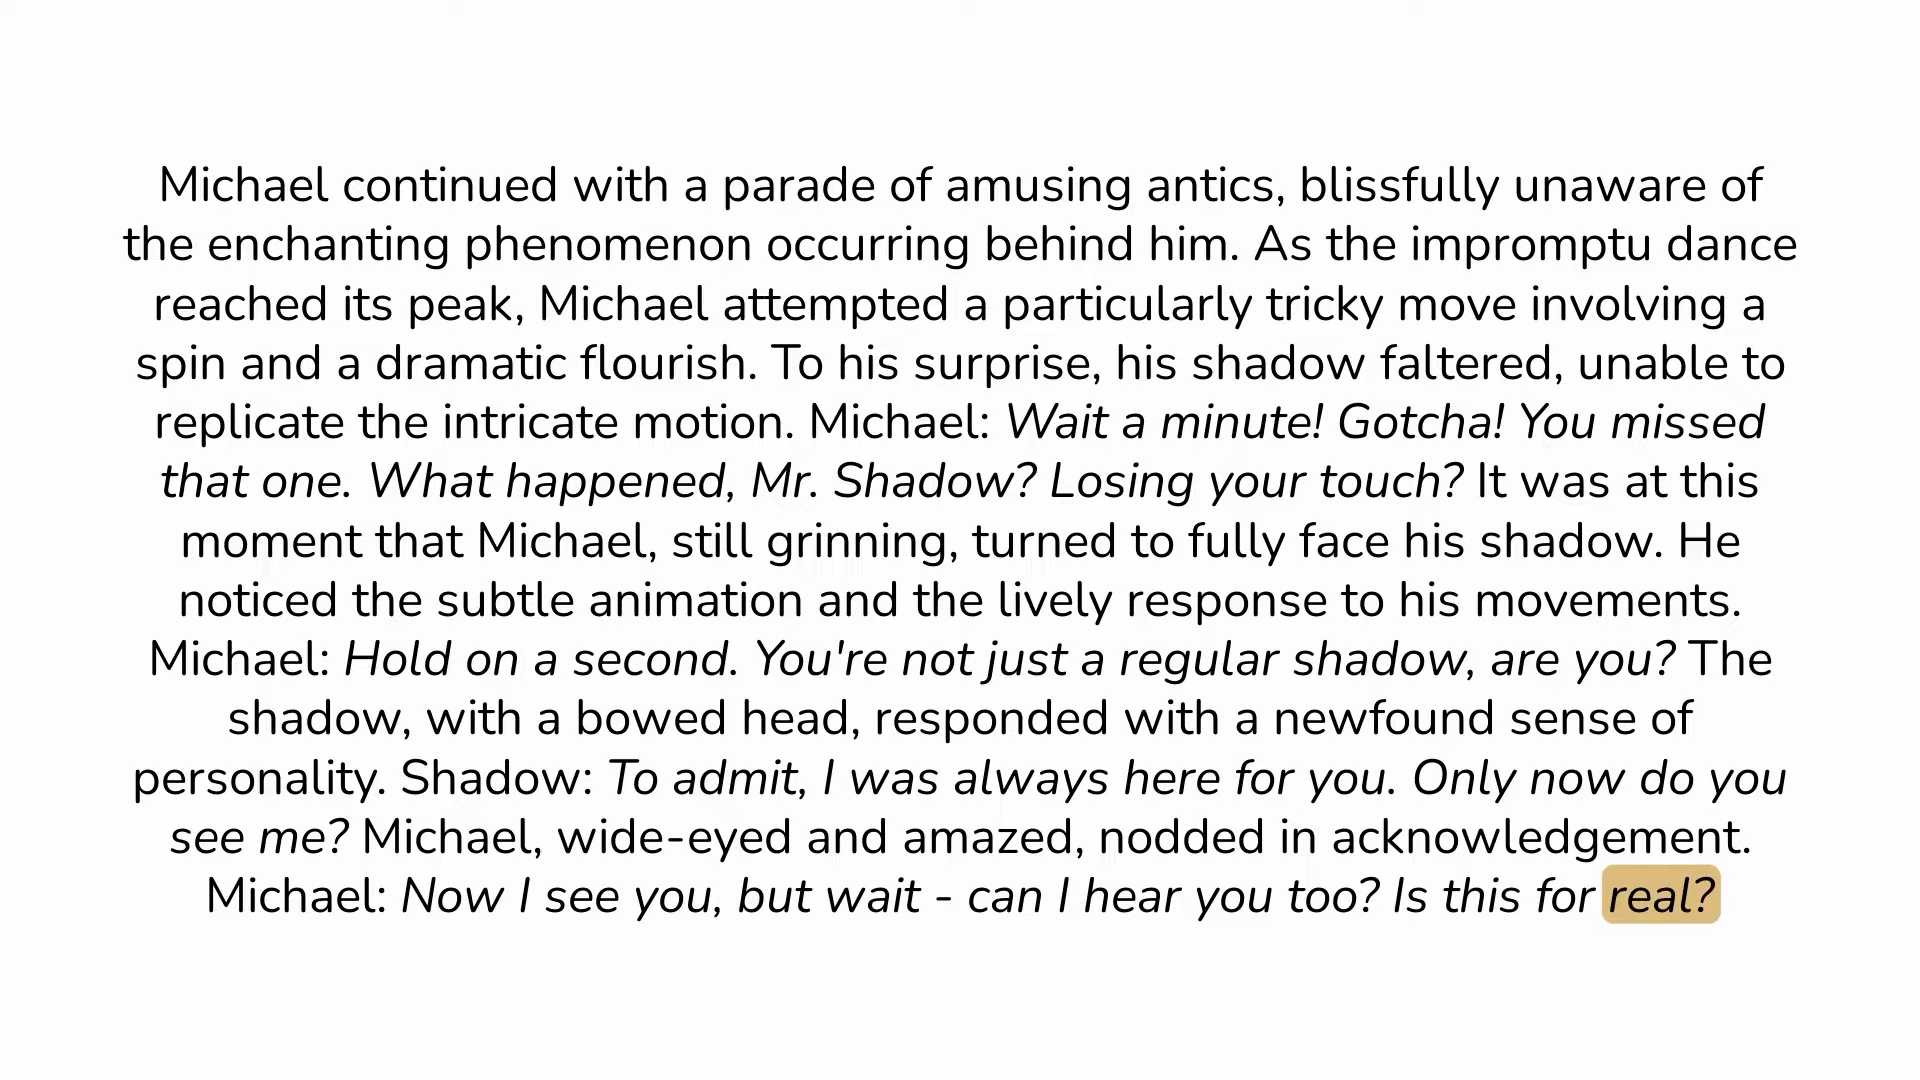 Michael continued with a parade of amusing antics, blissfully unaware of
the enchanting phenomenon occurring behind him. As the impromptu dance
reached its peak, Michael attempted a particularly tricky move involving a
spin and a dramatic flourish. To his surprise, his shadow faltered, unable to
replicate the intricate motion. Michael: Wait a minute! Gotcha! You missed
that one. What happened, Mr. Shadow? Losing your touch? It was at this
moment that Michael, still grinning, turned to fully face his shadow. He
noticed the subtle animation and the lively response to his movements.
Michael: Hold on a second. You're not just a regular shadow, are you? The
shadow, with a bowed head, responded with a newfound sense of
personality. Shadow: To admit, I was always here for you. Only now do you
see me? Michael, wide-eyed and amazed, nodded in acknowledgement.
Michael: Now I see you, but wait - can I hear you too? Is this for real?